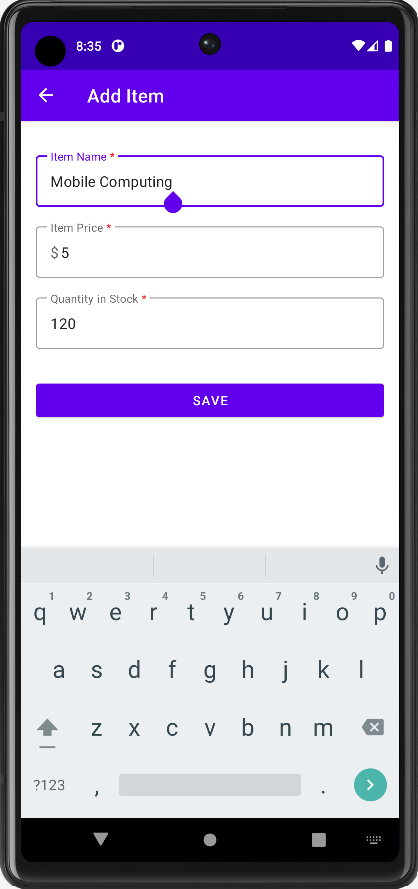 8:35
Add Item
Item Name *
Mobile Computing
Item Price *
$ 5
Quantity in Stock *
120
SAVE
1 2 3 4 5 6 7 8 9 0
q w e r t y u i o p
a s d f g h j k l
z x c v b n m
?123 , .